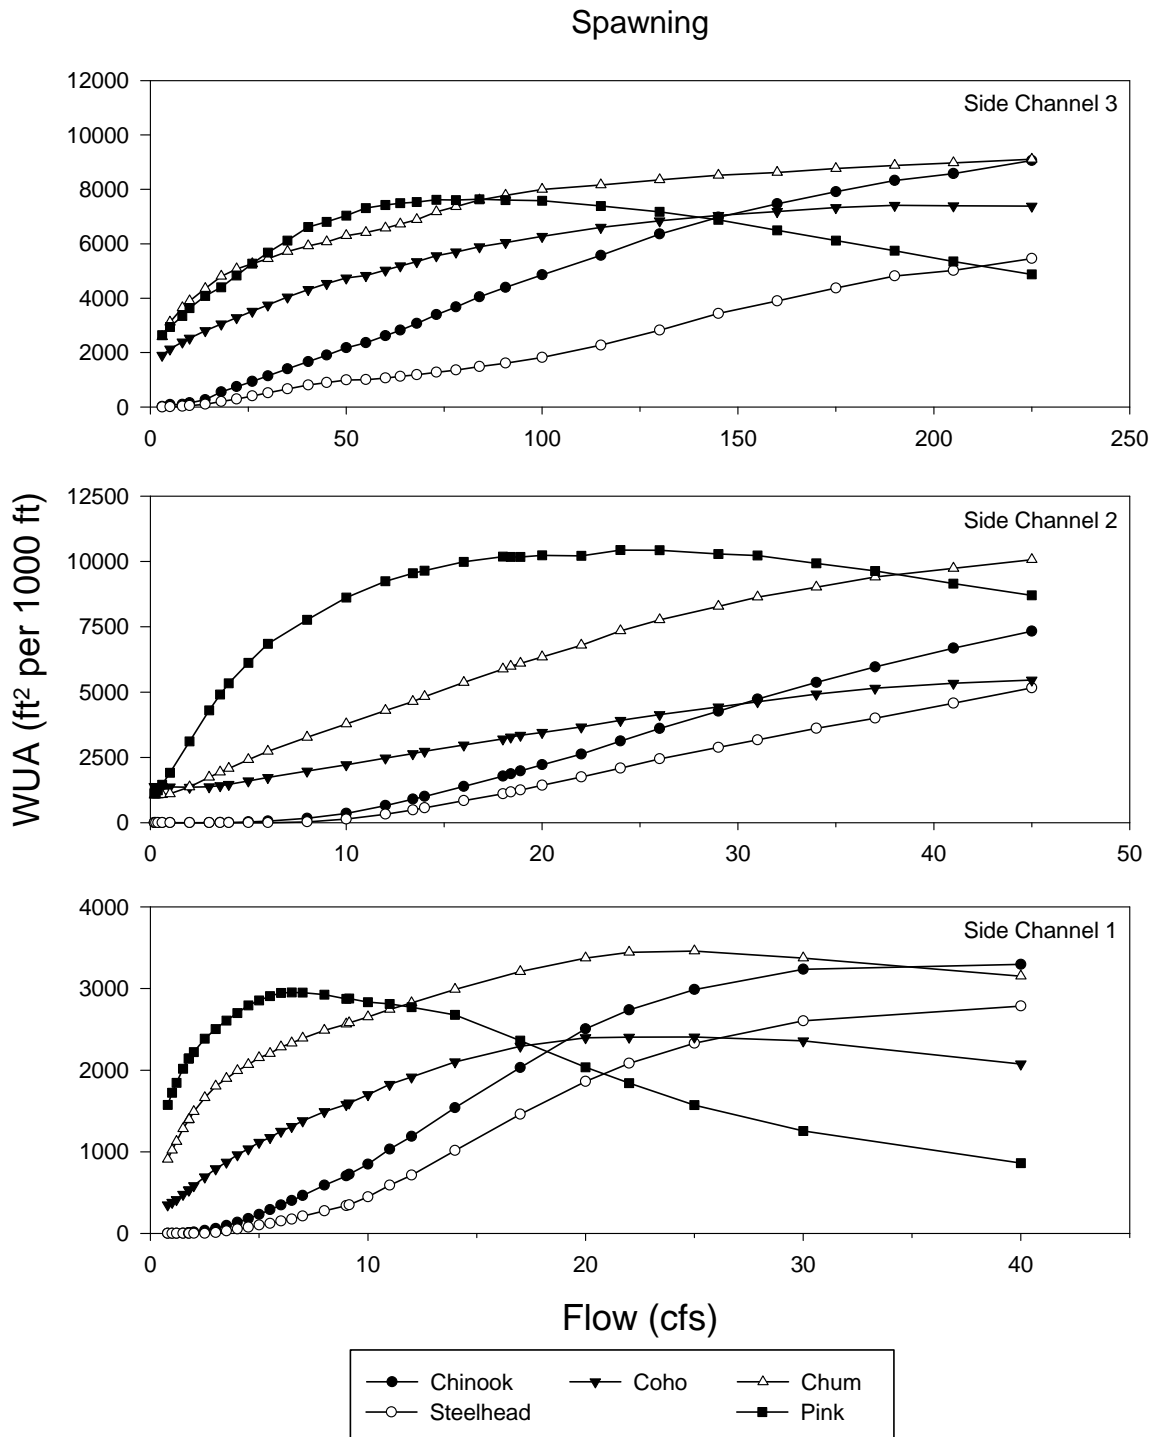 Spawning
12000
10000
8000
6000
4000
2000
0
Side Channel 3
0 50 100 150 200 250
WUA (ft² per 1000 ft)
12500
10000
7500
5000
2500
0
Side Channel 2
0 10 20 30 40 50
4000
3000
2000
1000
0
Side Channel 1
0 10 20 30 40
Flow (cfs)
Chinook Coho Chum
Steelhead Pink